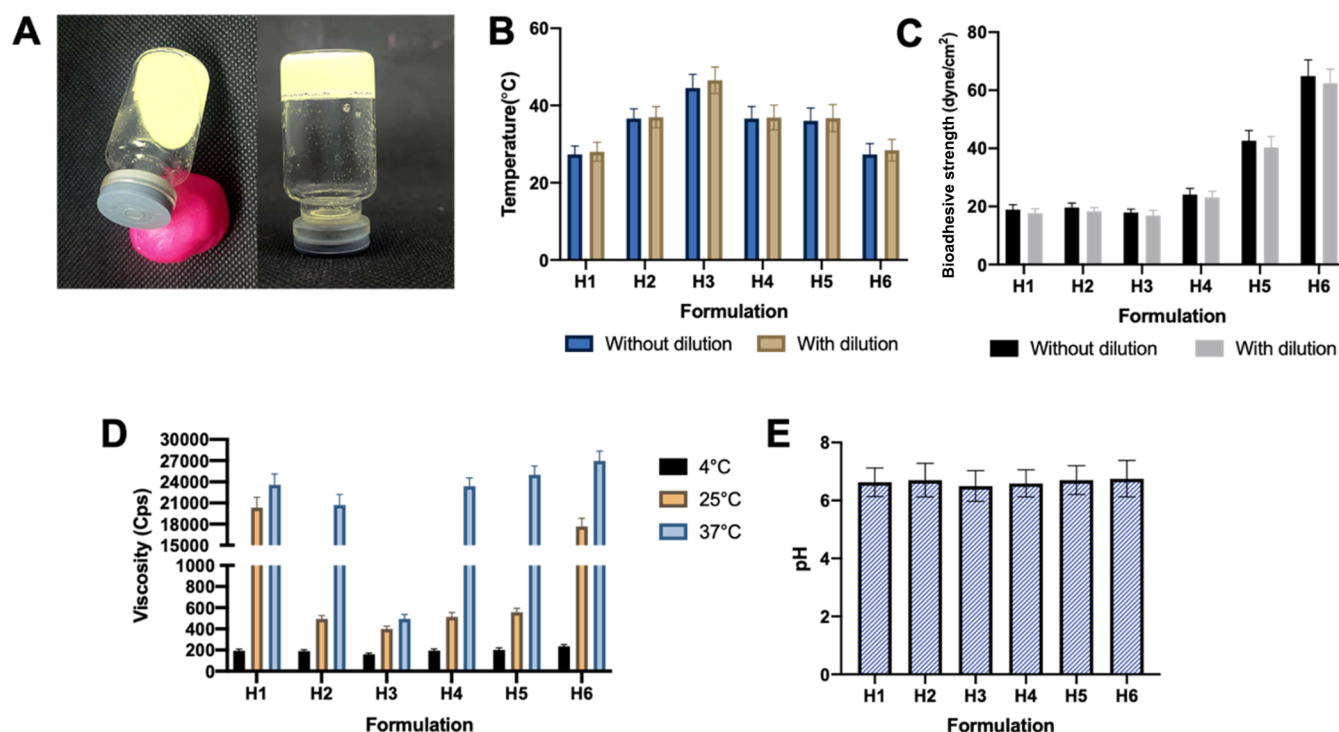 A
B
Temperature(°C)
60
40
20
0
H1 H2 H3 H4 H5 H6
Formulation
Without dilution With dilution
C
Bioadhesive strength (dyne/cm²)
80
60
40
20
0
H1 H2 H3 H4 H5 H6
Formulation
Without dilution With dilution
D
Viscosity (Cps)
30000
27000
24000
21000
18000
15000
1000
800
600
400
200
0
H1 H2 H3 H4 H5 H6
Formulation
4°C
25°C
37°C
E
pH
8
6
4
2
0
H1 H2 H3 H4 H5 H6
Formulation